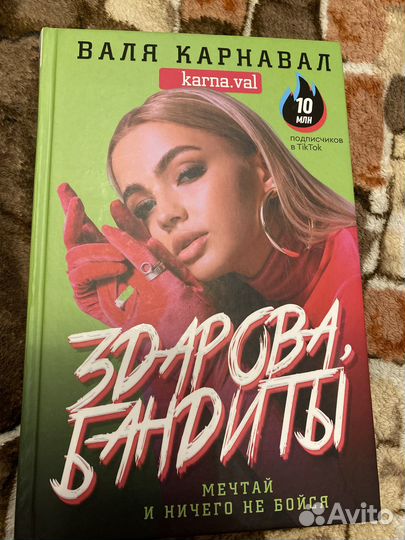 ВАЛЯ КАРНАВАЛ
karna.val
10
МЛН
подписчиков
в TikTok
ЗДАРОВА,
БАНДИТЫ
МЕЧТАЙ
И НИЧЕГО НЕ БОЙСЯ
Avito